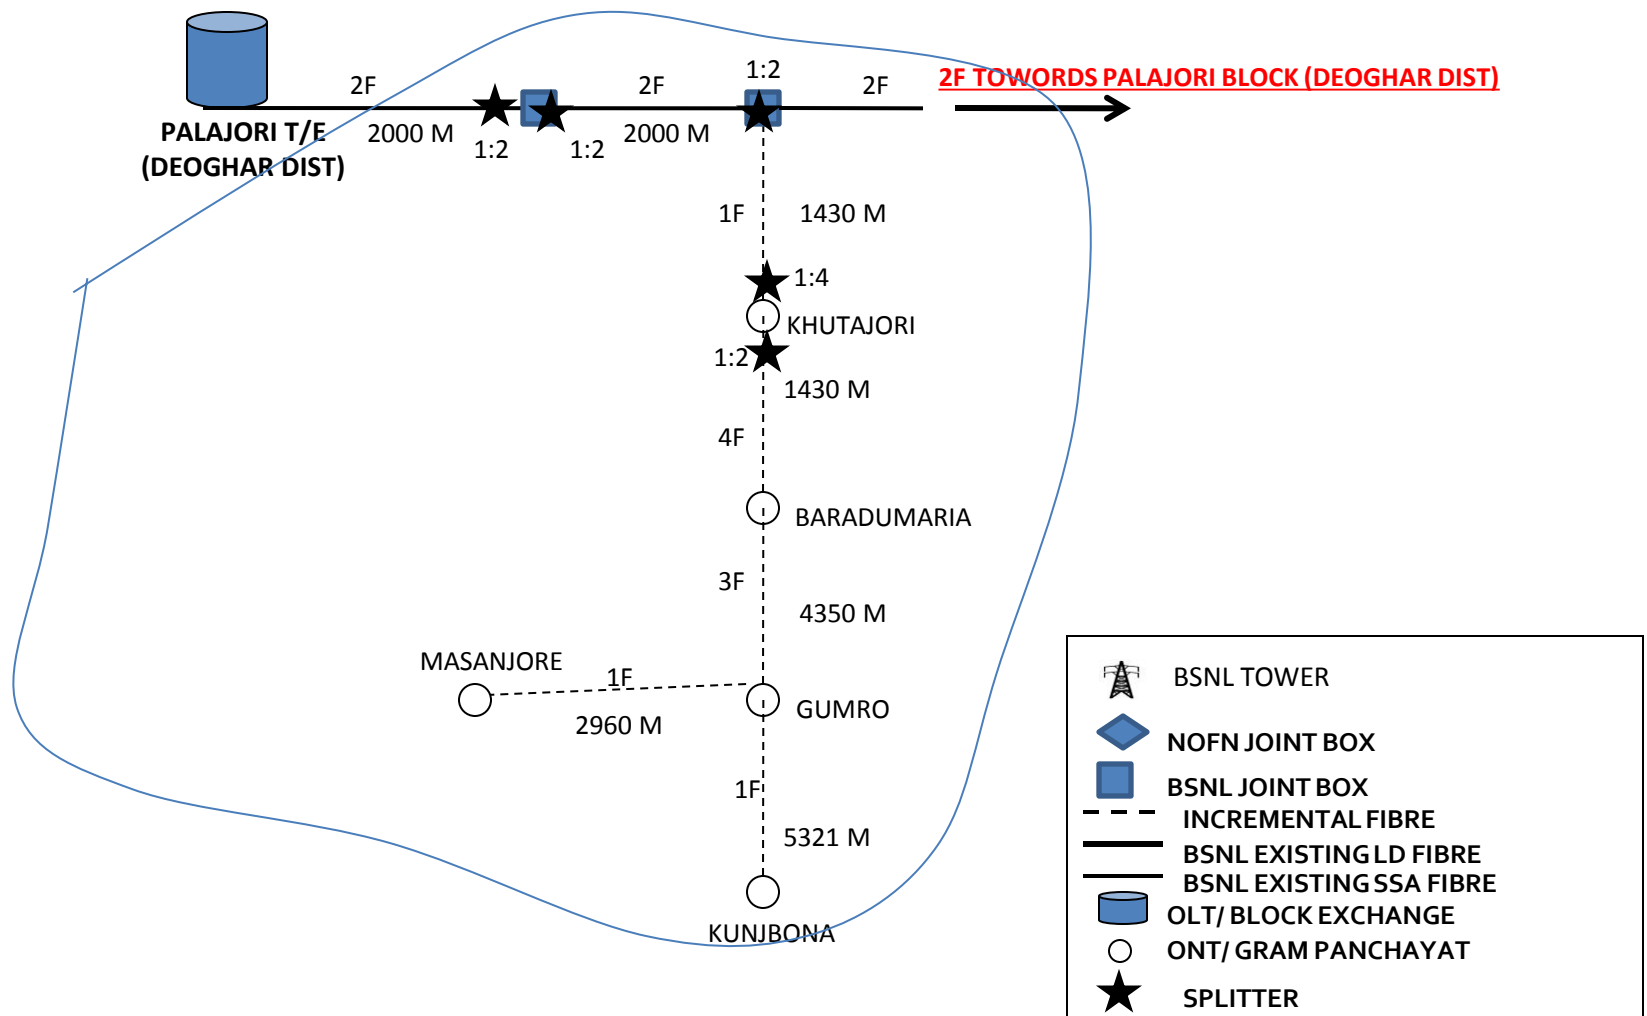 1:2
2F TOWORDS PALAJORI BLOCK (DEOGHAR DIST)
2F
2F
2F
PALAJORI T/E
(DEOGHAR DIST)
2000 M
1:2
1:2
2000 M
1F
1430 M
1:4
KHUTAJORI
1:2
1430 M
4F
BARADUMARIA
3F
4350 M
MASANJORE
1F
2960 M
GUMRO
1F
5321 M
KUNJBONA
BSNL TOWER
NOFN JOINT BOX
BSNL JOINT BOX
INCREMENTAL FIBRE
BSNL EXISTING LD FIBRE
BSNL EXISTING SSA FIBRE
OLT/ BLOCK EXCHANGE
ONT/ GRAM PANCHAYAT
SPLITTER